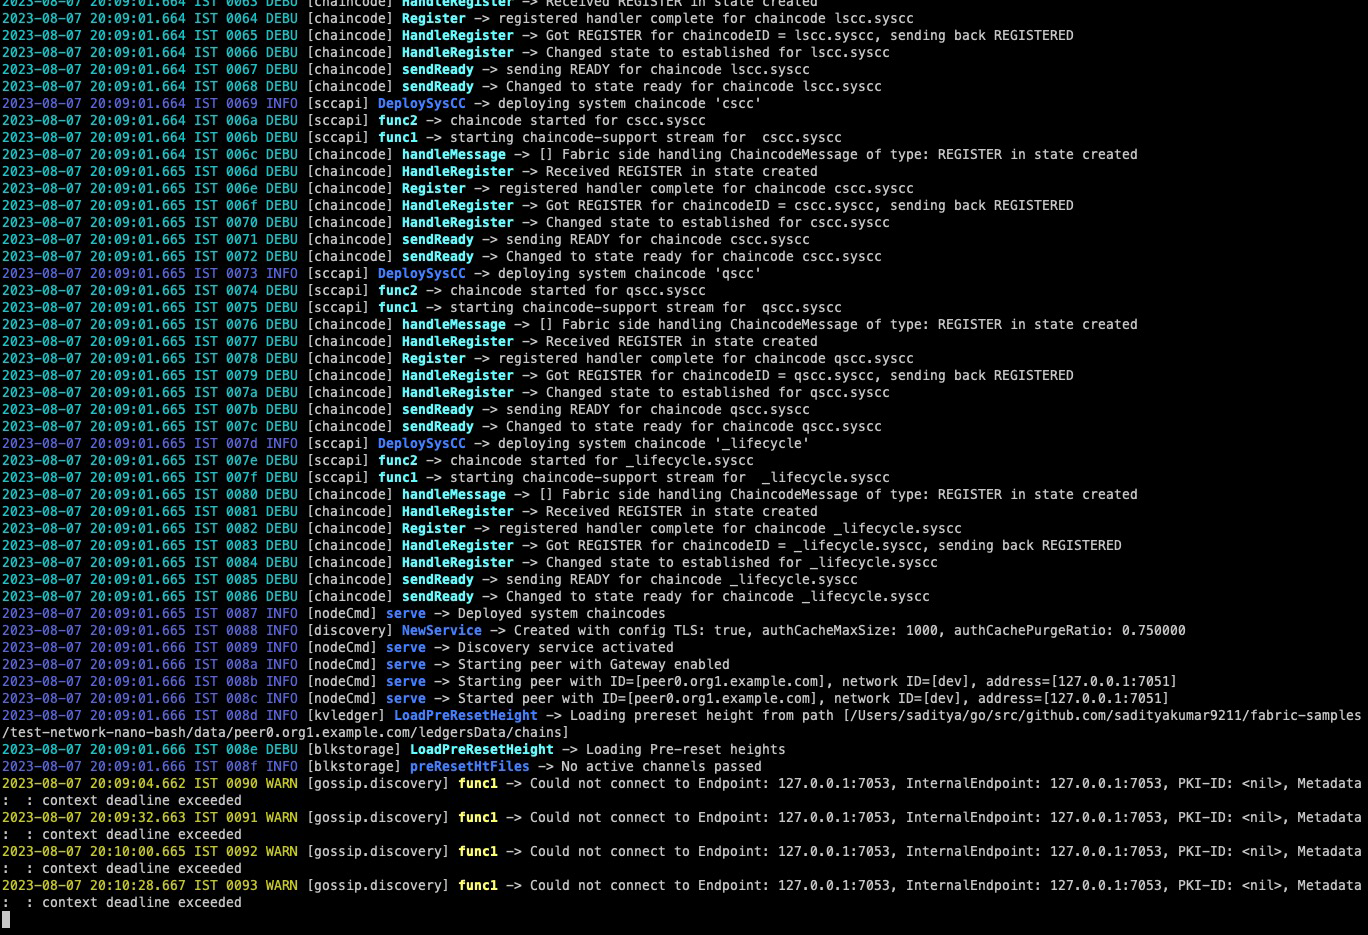 2023-08-07 20:09:01.664 IST 0063 DEBU [chaincode] HandleRegister -> Received REGISTER in state created
2023-08-07 20:09:01.664 IST 0064 DEBU [chaincode] Register -> registered handler complete for chaincode lscc.syscc
2023-08-07 20:09:01.664 IST 0065 DEBU [chaincode] HandleRegister -> Got REGISTER for chaincodeID = lscc.syscc, sending back REGISTERED
2023-08-07 20:09:01.664 IST 0066 DEBU [chaincode] HandleRegister -> Changed state to established for lscc.syscc
2023-08-07 20:09:01.664 IST 0067 DEBU [chaincode] sendReady -> sending READY for chaincode lscc.syscc
2023-08-07 20:09:01.664 IST 0068 DEBU [chaincode] sendReady -> Changed to state ready for chaincode lscc.syscc
2023-08-07 20:09:01.664 IST 0069 INFO [sccapi] DeploySysCC -> deploying system chaincode 'cscc'
2023-08-07 20:09:01.664 IST 006a DEBU [sccapi] func2 -> chaincode started for cscc.syscc
2023-08-07 20:09:01.664 IST 006b DEBU [sccapi] func1 -> starting chaincode-support stream for  cscc.syscc
2023-08-07 20:09:01.664 IST 006c DEBU [chaincode] handleMessage -> [] Fabric side handling ChaincodeMessage of type: REGISTER in state created
2023-08-07 20:09:01.665 IST 006d DEBU [chaincode] HandleRegister -> Received REGISTER in state created
2023-08-07 20:09:01.665 IST 006e DEBU [chaincode] Register -> registered handler complete for chaincode cscc.syscc
2023-08-07 20:09:01.665 IST 006f DEBU [chaincode] HandleRegister -> Got REGISTER for chaincodeID = cscc.syscc, sending back REGISTERED
2023-08-07 20:09:01.665 IST 0070 DEBU [chaincode] HandleRegister -> Changed state to established for cscc.syscc
2023-08-07 20:09:01.665 IST 0071 DEBU [chaincode] sendReady -> sending READY for chaincode cscc.syscc
2023-08-07 20:09:01.665 IST 0072 DEBU [chaincode] sendReady -> Changed to state ready for chaincode cscc.syscc
2023-08-07 20:09:01.665 IST 0073 INFO [sccapi] DeploySysCC -> deploying system chaincode 'qscc'
2023-08-07 20:09:01.665 IST 0074 DEBU [sccapi] func2 -> chaincode started for qscc.syscc
2023-08-07 20:09:01.665 IST 0075 DEBU [sccapi] func1 -> starting chaincode-support stream for  qscc.syscc
2023-08-07 20:09:01.665 IST 0076 DEBU [chaincode] handleMessage -> [] Fabric side handling ChaincodeMessage of type: REGISTER in state created
2023-08-07 20:09:01.665 IST 0077 DEBU [chaincode] HandleRegister -> Received REGISTER in state created
2023-08-07 20:09:01.665 IST 0078 DEBU [chaincode] Register -> registered handler complete for chaincode qscc.syscc
2023-08-07 20:09:01.665 IST 0079 DEBU [chaincode] HandleRegister -> Got REGISTER for chaincodeID = qscc.syscc, sending back REGISTERED
2023-08-07 20:09:01.665 IST 007a DEBU [chaincode] HandleRegister -> Changed state to established for qscc.syscc
2023-08-07 20:09:01.665 IST 007b DEBU [chaincode] sendReady -> sending READY for chaincode qscc.syscc
2023-08-07 20:09:01.665 IST 007c DEBU [chaincode] sendReady -> Changed to state ready for chaincode qscc.syscc
2023-08-07 20:09:01.665 IST 007d INFO [sccapi] DeploySysCC -> deploying system chaincode '_lifecycle'
2023-08-07 20:09:01.665 IST 007e DEBU [sccapi] func2 -> chaincode started for _lifecycle.syscc
2023-08-07 20:09:01.665 IST 007f DEBU [sccapi] func1 -> starting chaincode-support stream for  _lifecycle.syscc
2023-08-07 20:09:01.665 IST 0080 DEBU [chaincode] handleMessage -> [] Fabric side handling ChaincodeMessage of type: REGISTER in state created
2023-08-07 20:09:01.665 IST 0081 DEBU [chaincode] HandleRegister -> Received REGISTER in state created
2023-08-07 20:09:01.665 IST 0082 DEBU [chaincode] Register -> registered handler complete for chaincode _lifecycle.syscc
2023-08-07 20:09:01.665 IST 0083 DEBU [chaincode] HandleRegister -> Got REGISTER for chaincodeID = _lifecycle.syscc, sending back REGISTERED
2023-08-07 20:09:01.665 IST 0084 DEBU [chaincode] HandleRegister -> Changed state to established for _lifecycle.syscc
2023-08-07 20:09:01.665 IST 0085 DEBU [chaincode] sendReady -> sending READY for chaincode _lifecycle.syscc
2023-08-07 20:09:01.665 IST 0086 DEBU [chaincode] sendReady -> Changed to state ready for chaincode _lifecycle.syscc
2023-08-07 20:09:01.665 IST 0087 INFO [nodeCmd] serve -> Deployed system chaincodes
2023-08-07 20:09:01.665 IST 0088 INFO [discovery] NewService -> Created with config TLS: true, authCacheMaxSize: 1000, authCachePurgeRatio: 0.750000
2023-08-07 20:09:01.666 IST 0089 INFO [nodeCmd] serve -> Discovery service activated
2023-08-07 20:09:01.666 IST 008a INFO [nodeCmd] serve -> Starting peer with Gateway enabled
2023-08-07 20:09:01.666 IST 008b INFO [nodeCmd] serve -> Starting peer with ID=[peer0.org1.example.com], network ID=[dev], address=[127.0.0.1:7051]
2023-08-07 20:09:01.666 IST 008c INFO [nodeCmd] serve -> Started peer with ID=[peer0.org1.example.com], network ID=[dev], address=[127.0.0.1:7051]
2023-08-07 20:09:01.666 IST 008d INFO [kvledger] LoadPreResetHeight -> Loading prereset height from path [/Users/saditya/go/src/github.com/sadityakumar9211/fabric-samples
/test-network-nano-bash/data/peer0.org1.example.com/ledgersData/chains]
2023-08-07 20:09:01.666 IST 008e DEBU [blkstorage] LoadPreResetHeight -> Loading Pre-reset heights
2023-08-07 20:09:01.666 IST 008f INFO [blkstorage] preResetHtFiles -> No active channels passed
2023-08-07 20:09:04.662 IST 0090 WARN [gossip.discovery] func1 -> Could not connect to Endpoint: 127.0.0.1:7053, InternalEndpoint: 127.0.0.1:7053, PKI-ID: <nil>, Metadata
:  : context deadline exceeded
2023-08-07 20:09:32.663 IST 0091 WARN [gossip.discovery] func1 -> Could not connect to Endpoint: 127.0.0.1:7053, InternalEndpoint: 127.0.0.1:7053, PKI-ID: <nil>, Metadata
:  : context deadline exceeded
2023-08-07 20:10:00.665 IST 0092 WARN [gossip.discovery] func1 -> Could not connect to Endpoint: 127.0.0.1:7053, InternalEndpoint: 127.0.0.1:7053, PKI-ID: <nil>, Metadata
:  : context deadline exceeded
2023-08-07 20:10:28.667 IST 0093 WARN [gossip.discovery] func1 -> Could not connect to Endpoint: 127.0.0.1:7053, InternalEndpoint: 127.0.0.1:7053, PKI-ID: <nil>, Metadata
:  : context deadline exceeded